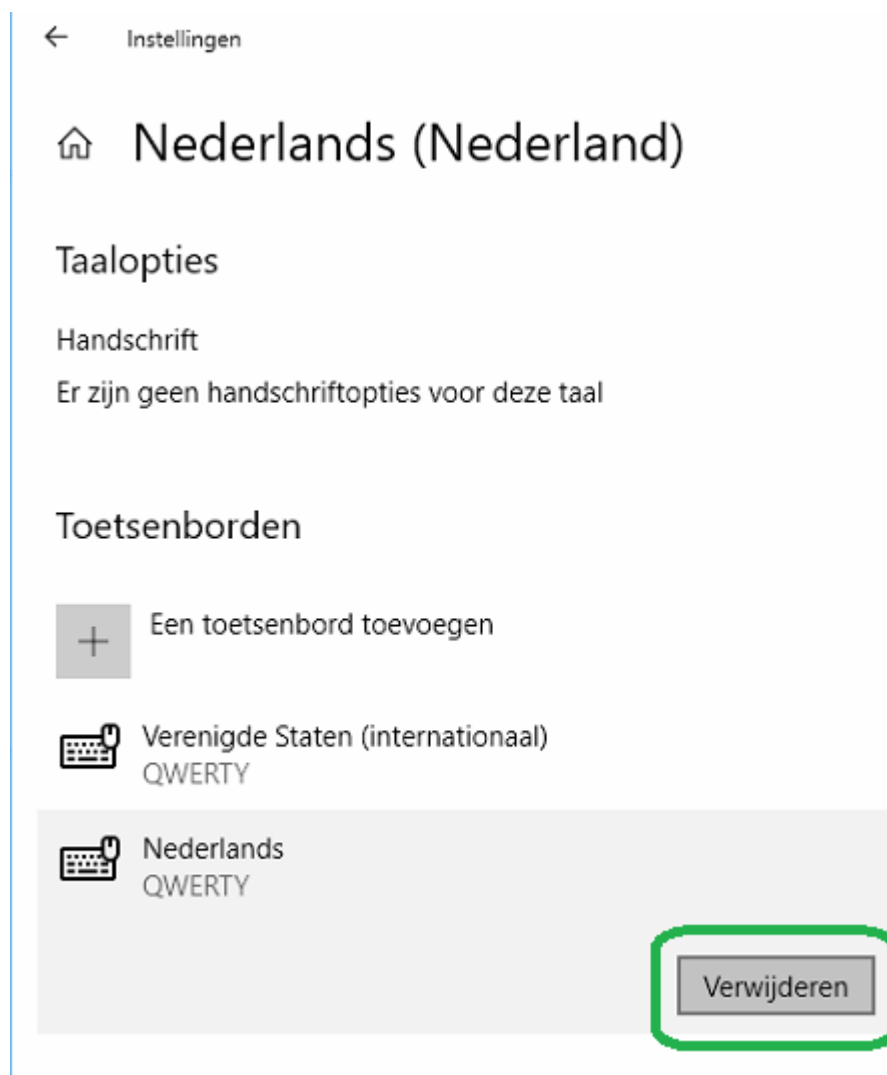 Instellingen
Nederlands (Nederland)
Taalopties
Handschrift
Er zijn geen handschriftopties voor deze taal
Toetsenborden
Een toetsenbord toevoegen
Verenigde Staten (internationaal)
QWERTY
Nederlands
QWERTY
Verwijderen